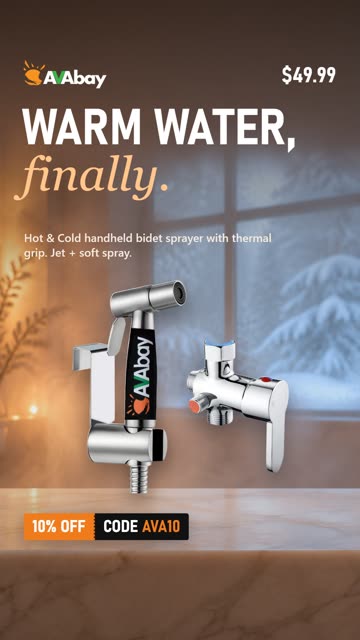 AVAbay
$49.99
WARM WATER,
finally.
Hot & Cold handheld bidet sprayer with thermal
grip. Jet + soft spray.
AVAbay
10% OFF CODE AVA10